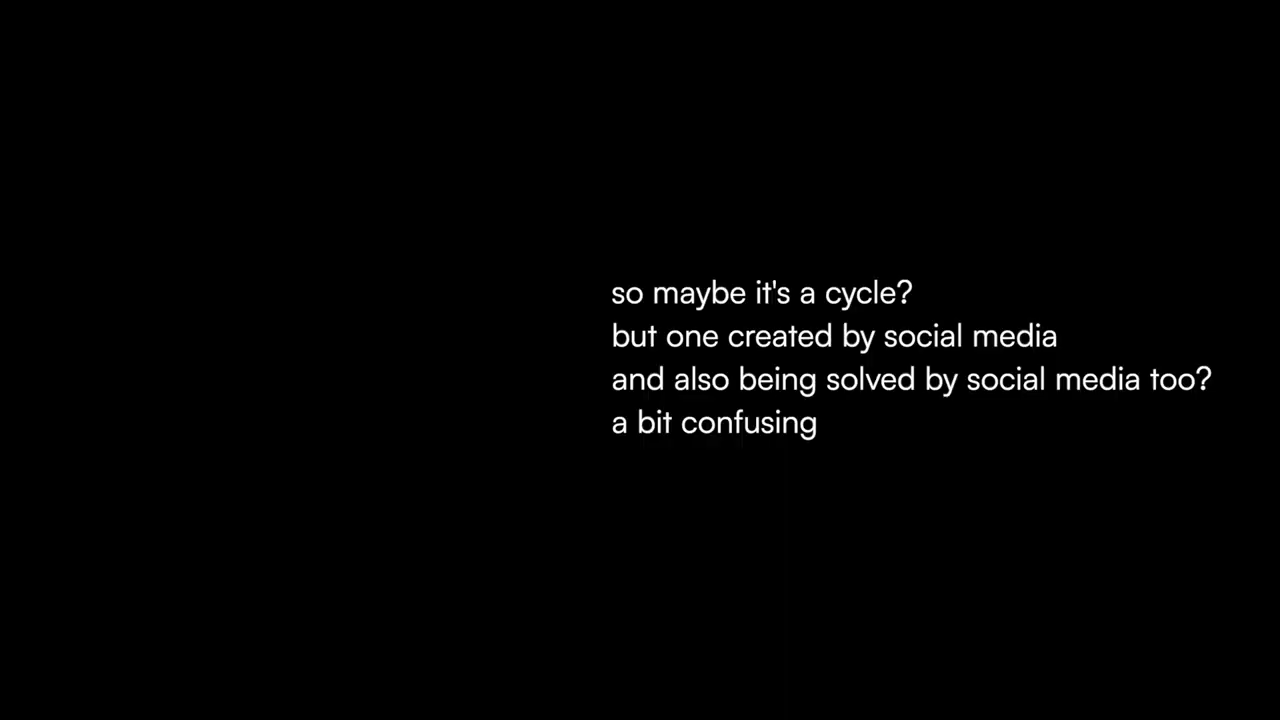 so maybe it's a cycle?
but one created by social media
and also being solved by social media too?
a bit confusing